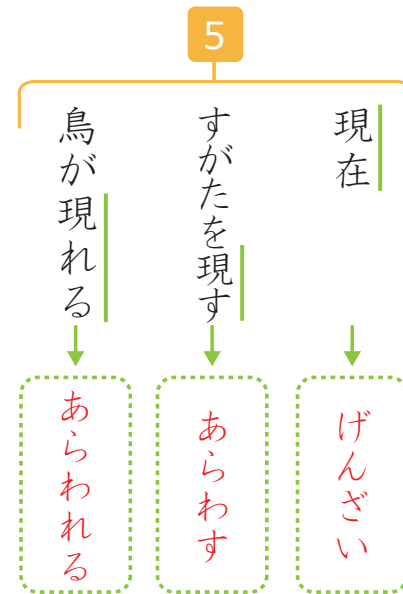 5
現在
げんざい
すがたを現す
あらわす
鳥が現れる
あらわれる